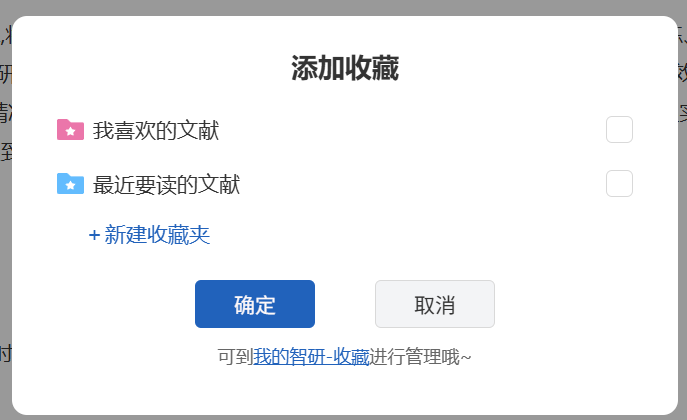 添加收藏
我喜欢的文献
最近要读的文献
+ 新建收藏夹
确定
取消
可到我的智研-收藏进行管理哦~